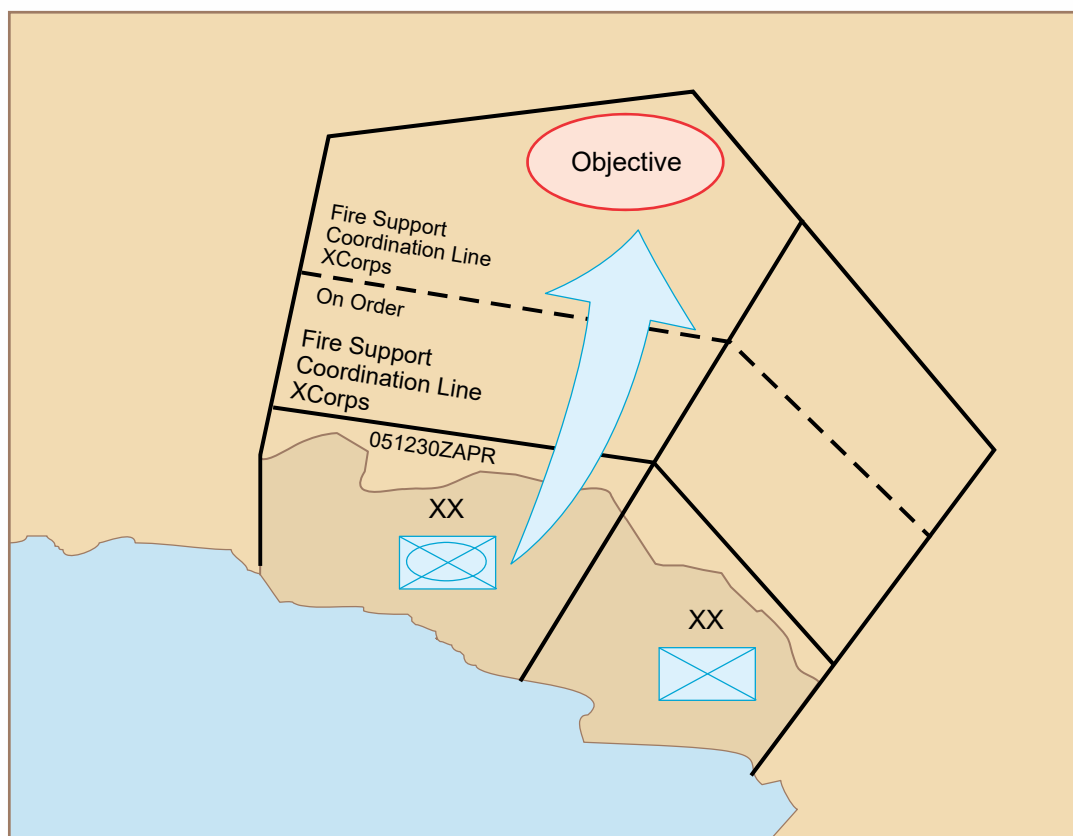 Objective
Fire Support
Coordination Line
XCorps
On Order
Fire Support
Coordination Line
XCorps
051230ZAPR
XX
XX